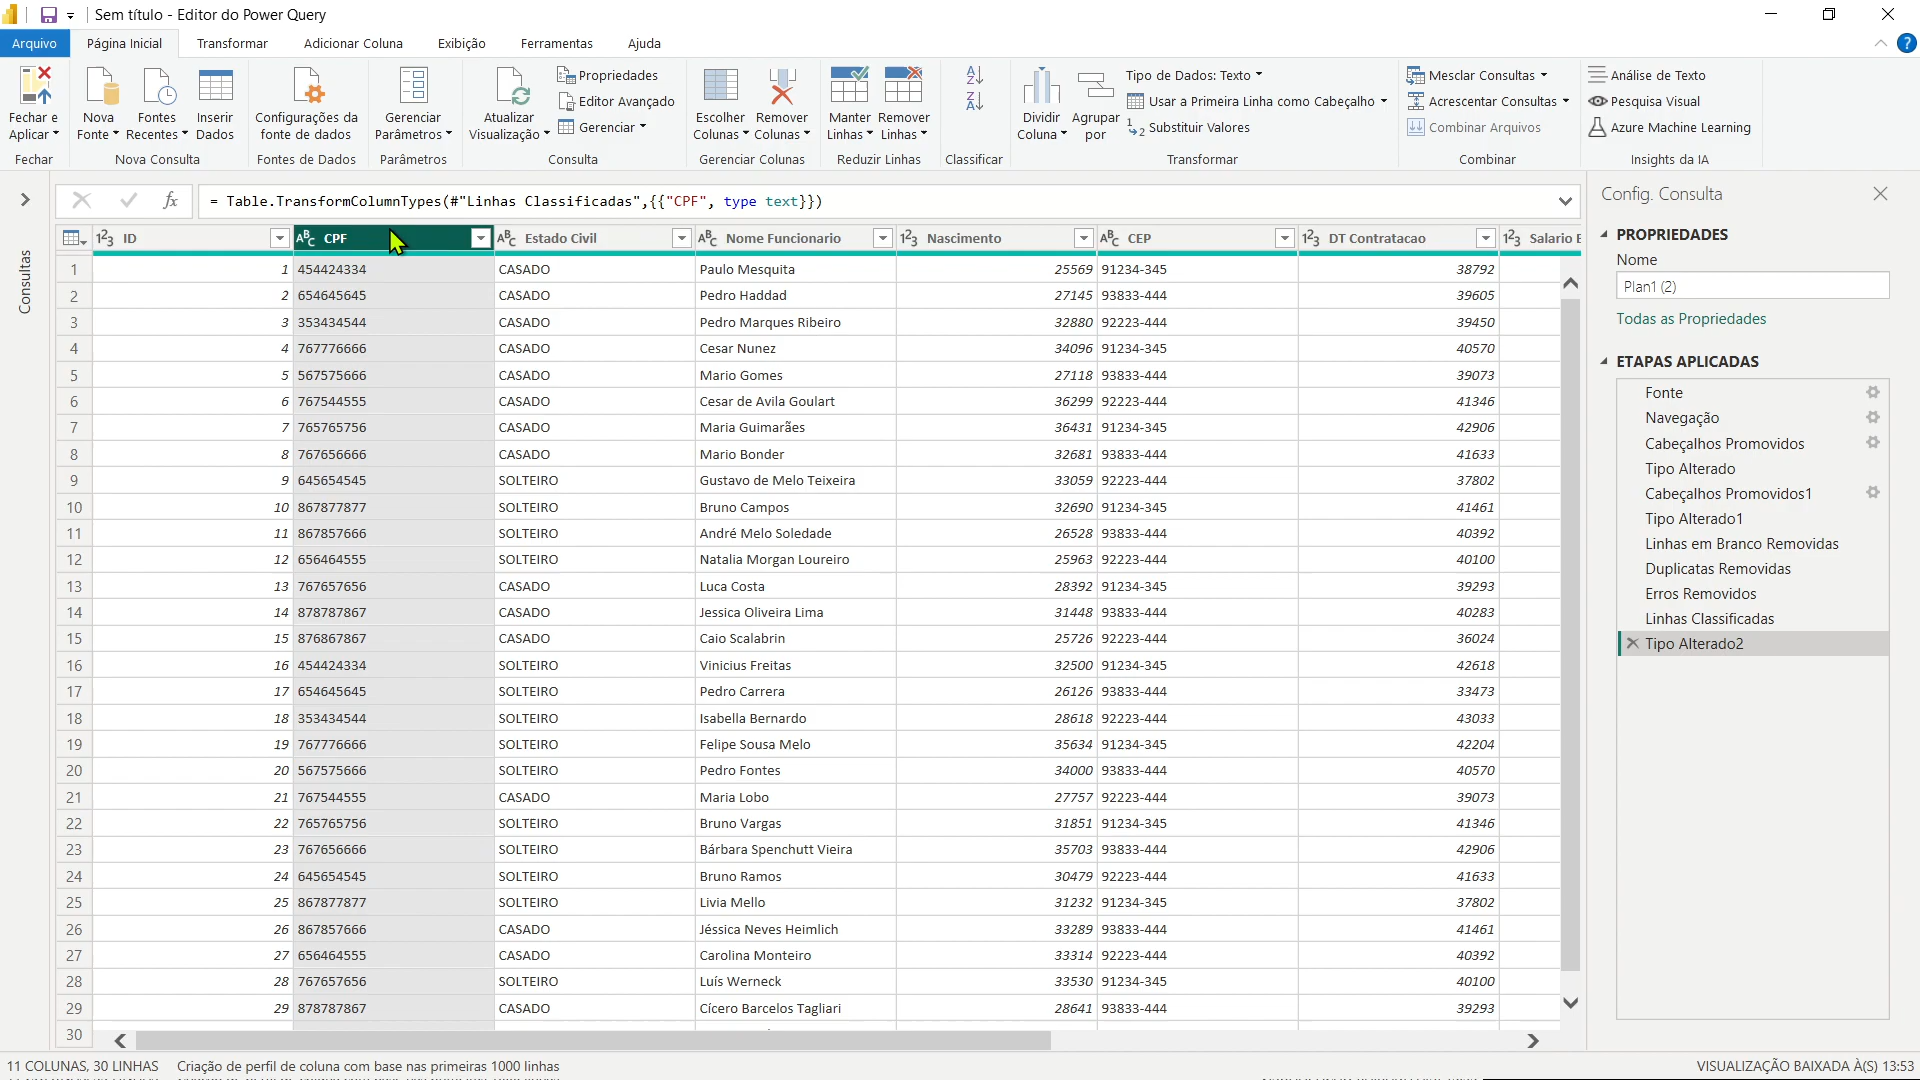 Sem título - Editor do Power Query
Arquivo Página Inicial Transformar Adicionar Coluna Exibição Ferramentas Ajuda
Fechar e Aplicar
Fechar
Nova Fonte
Fontes Recentes
Inserir Dados
Nova Consulta
Configurações da fonte de dados
Fontes de Dados
Gerenciar Parâmetros
Parâmetros
Atualizar Visualização
Propriedades
Editor Avançado
Gerenciar
Consulta
Escolher Colunas
Remover Colunas
Gerenciar Colunas
Manter Linhas
Remover Linhas
Reduzir Linhas
Classificar
Dividir Coluna
Agrupar por
Tipo de Dados: Texto
Usar a Primeira Linha como Cabeçalho
Substituir Valores
Transformar
Mesclar Consultas
Acrescentar Consultas
Combinar Arquivos
Combinar
Análise de Texto
Pesquisa Visual
Azure Machine Learning
Insights da IA
Consultas
= Table.TransformColumnTypes(#"Linhas Classificadas",{{"CPF", type text}})
ID CPF Estado Civil Nome Funcionario Nascimento CEP DT Contratacao Salario
1 1 454424334 CASADO Paulo Mesquita 25569 91234-345 38792
2 2 654645645 CASADO Pedro Haddad 27145 93833-444 39605
3 3 353434544 CASADO Pedro Marques Ribeiro 32880 92223-444 39450
4 4 767776666 CASADO Cesar Nunez 34096 91234-345 40570
5 5 567575666 CASADO Mario Gomes 27118 93833-444 39073
6 6 767544555 CASADO Cesar de Avila Goulart 36299 92223-444 41346
7 7 765765756 CASADO Maria Guimarães 36431 91234-345 42906
8 8 767656666 CASADO Mario Bonder 32681 93833-444 41633
9 9 645654545 SOLTEIRO Gustavo de Melo Teixeira 33059 92223-444 37802
10 10 867877877 SOLTEIRO Bruno Campos 32690 91234-345 41461
11 11 867857666 SOLTEIRO André Melo Soledade 26528 93833-444 40392
12 12 656464555 SOLTEIRO Natalia Morgan Loureiro 25963 92223-444 40100
13 13 767657656 CASADO Luca Costa 28392 91234-345 39293
14 14 878787867 CASADO Jessica Oliveira Lima 31448 93833-444 40283
15 15 876867867 CASADO Caio Scalabrin 25726 92223-444 36024
16 16 454424334 SOLTEIRO Vinicius Freitas 32500 91234-345 42618
17 17 654645645 SOLTEIRO Pedro Carrera 26126 93833-444 33473
18 18 353434544 SOLTEIRO Isabella Bernardo 28618 92223-444 43033
19 19 767776666 SOLTEIRO Felipe Sousa Melo 35634 91234-345 42204
20 20 567575666 SOLTEIRO Pedro Fontes 34000 93833-444 40570
21 21 767544555 CASADO Maria Lobo 27757 92223-444 39073
22 22 765765756 SOLTEIRO Bruno Vargas 31851 91234-345 41346
23 23 767656666 SOLTEIRO Bárbara Spenchutt Vieira 35703 93833-444 42906
24 24 645654545 SOLTEIRO Bruno Ramos 30479 92223-444 41633
25 25 867877877 SOLTEIRO Livia Mello 31232 91234-345 37802
26 26 867857666 CASADO Jéssica Neves Heimlich 33289 93833-444 41461
27 27 656464555 CASADO Carolina Monteiro 33314 92223-444 40392
28 28 767657656 SOLTEIRO Luís Werneck 33530 91234-345 40100
29 29 878787867 CASADO Cícero Barcelos Tagliari 28641 93833-444 39293
30
Config. Consulta
PROPRIEDADES
Nome
Plan1 (2)
Todas as Propriedades
ETAPAS APLICADAS
Fonte
Navegação
Cabeçalhos Promovidos
Tipo Alterado
Cabeçalhos Promovidos1
Tipo Alterado1
Linhas em Branco Removidas
Duplicatas Removidas
Erros Removidos
Linhas Classificadas
Tipo Alterado2
11 COLUNAS, 30 LINHAS Criação de perfil de coluna com base nas primeiras 1000 linhas VISUALIZAÇÃO BAIXADA À(S) 13:53